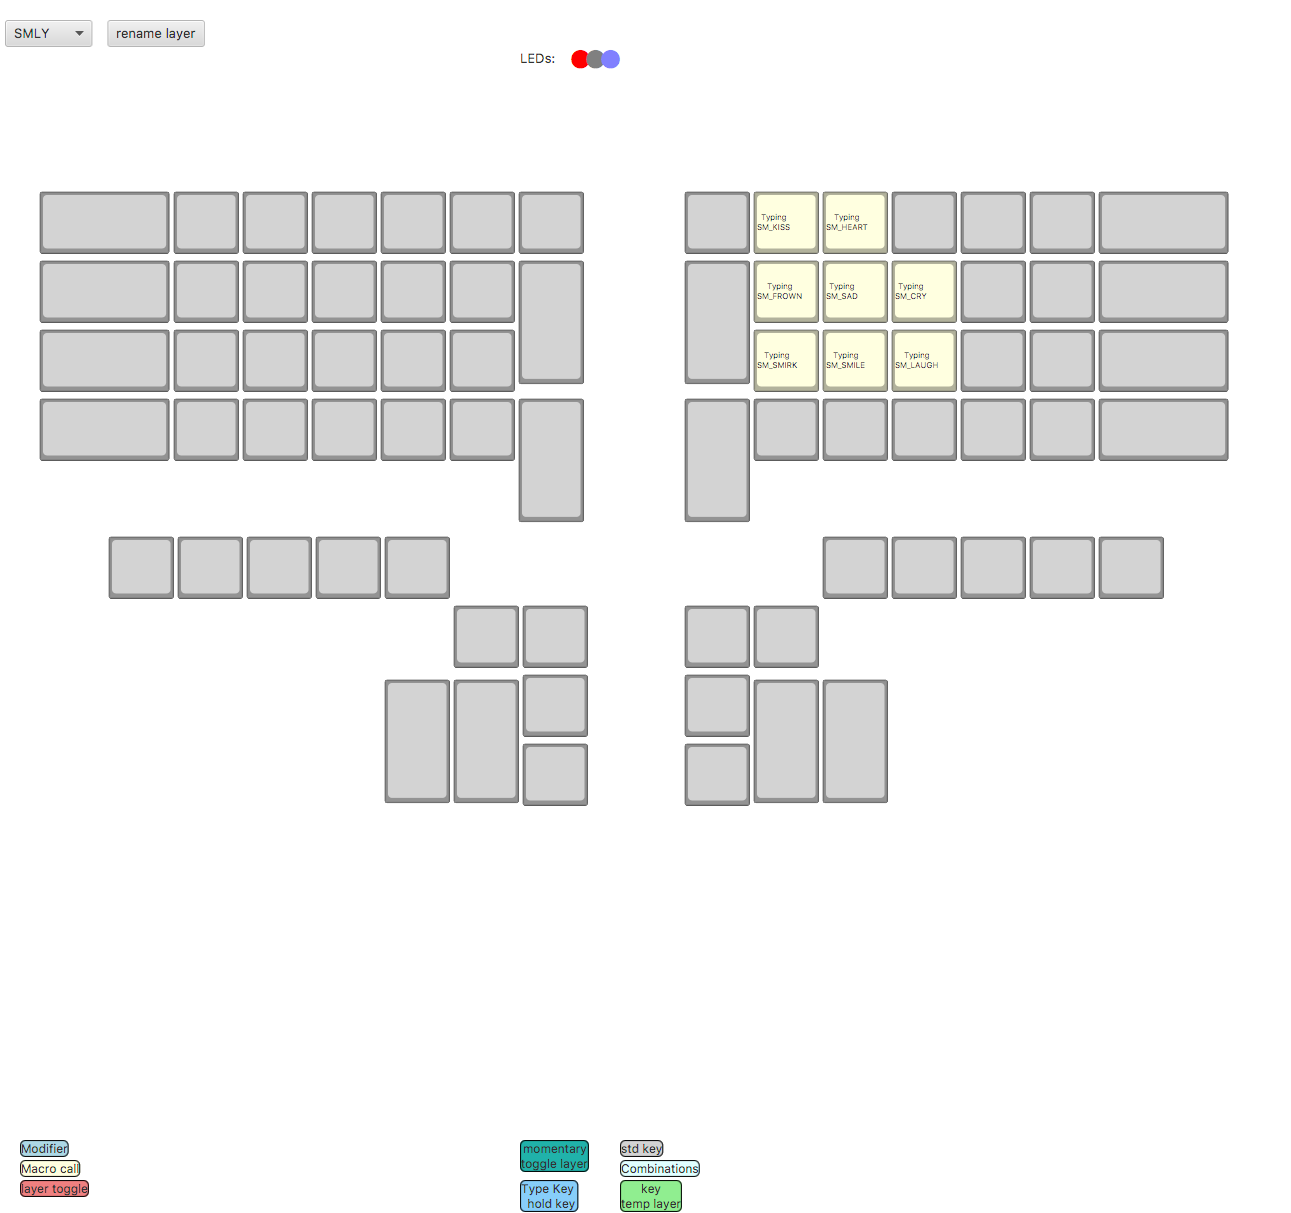 SMLY
rename layer
LEDs:
Typing
SM_KISS
Typing
SM_HEART
Typing
SM_FROWN
Typing
SM_SAD
Typing
SM_CRY
Typing
SM_SMIRK
Typing
SM_SMILE
Typing
SM_LAUGH
Modifier
Macro call
layer toggle
momentary
toggle layer
Type Key
hold key
std key
Combinations
key
temp layer